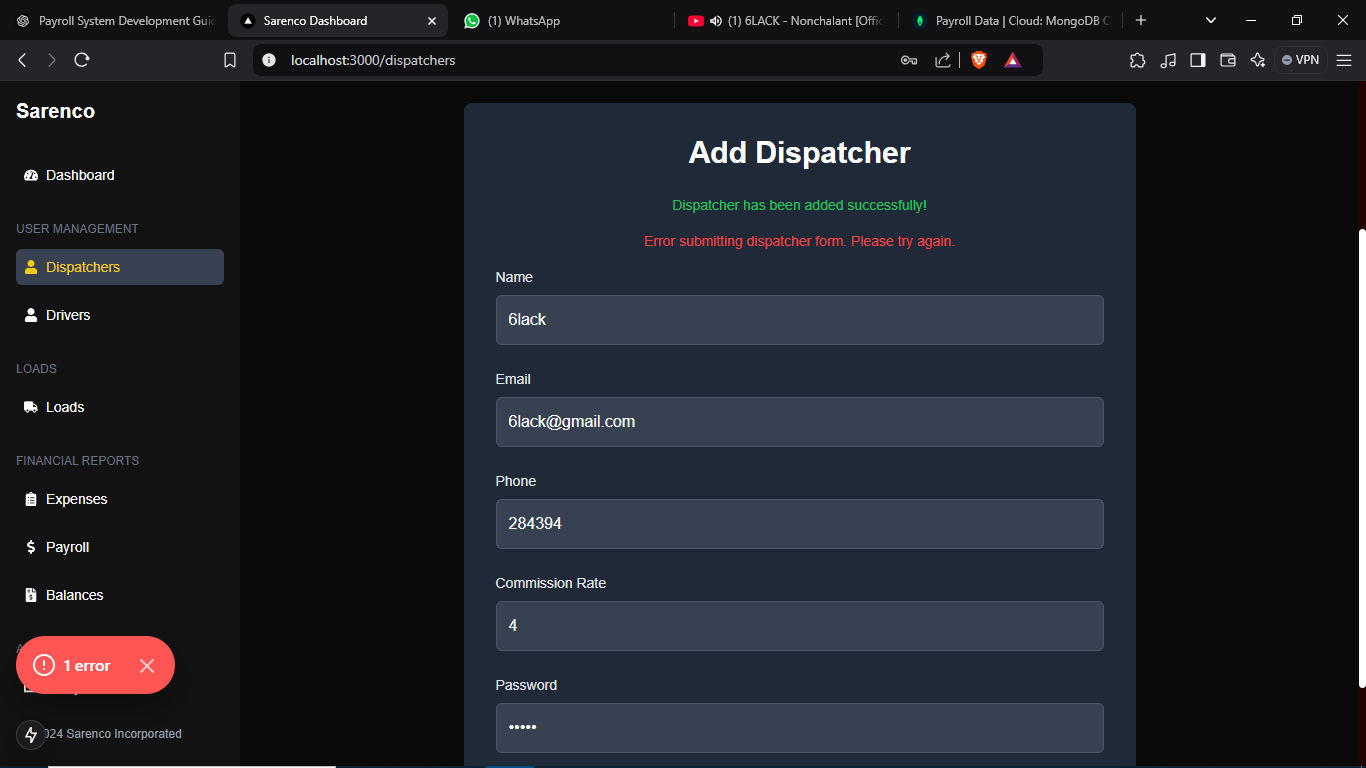 Payroll System Development Guid
Sarenco Dashboard
(1) WhatsApp
(1) 6LACK - Nonchalant [Offic
Payroll Data | Cloud: MongoDB C
localhost:3000/dispatchers
VPN
Sarenco
Dashboard
USER MANAGEMENT
Dispatchers
Drivers
LOADS
Loads
FINANCIAL REPORTS
Expenses
Payroll
Balances
1 error
024 Sarenco Incorporated
Add Dispatcher
Dispatcher has been added successfully!
Error submitting dispatcher form. Please try again.
Name
6lack
Email
6lack@gmail.com
Phone
284394
Commission Rate
4
Password
•••••